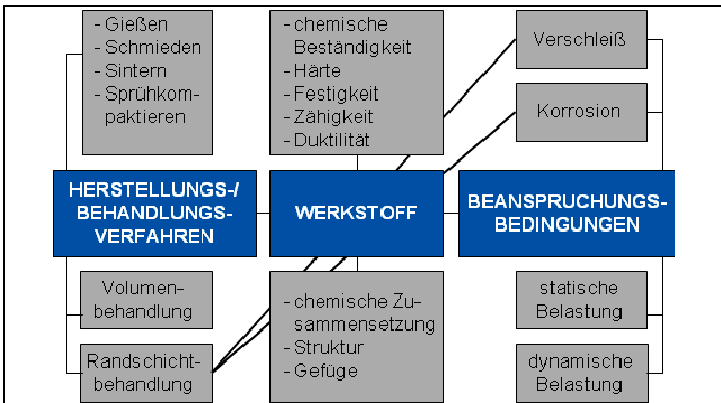 - Gießen
- Schmieden
- Sintern
- Sprühkom-
paktieren
- chemische
Beständigkeit
- Härte
- Festigkeit
- Zähigkeit
- Duktilität
Verschleiß
Korrosion
HERSTELLUNGS-/
BEHANDLUNGS-
VERFAHREN
WERKSTOFF
BEANSPRUCHUNGS-
BEDINGUNGEN
Volumen-
behandlung
Randschicht-
behandlung
- chemische Zu-
sammensetzung
- Struktur
- Gefüge
statische
Belastung
dynamische
Belastung